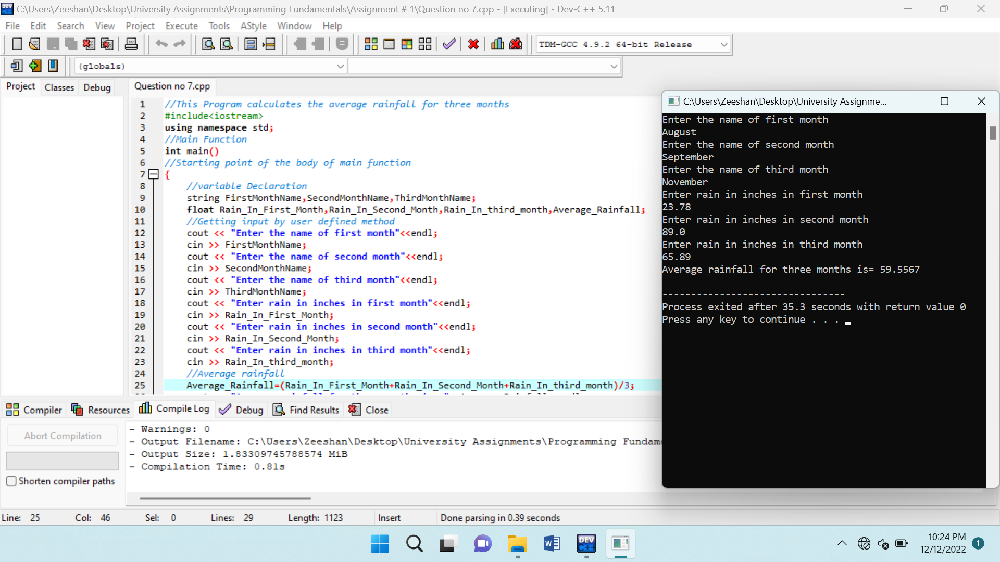 C:\Users\Zeeshan\Desktop\University Assignments\Programming Fundamentals\Assignment # 1\Question no 7.cpp - [Executing] - Dev-C++ 5.11
File Edit Search View Project Execute Tools AStyle Window Help
TDM-GCC 4.9.2 64-bit Release
(globals)
Project Classes Debug
Question no 7.cpp
1 //This Program calculates the average rainfall for three months
2 #include<iostream>
3 using namespace std;
4 //Main Function
5 int main()
6 //Starting point of the body of main function
7 {
8 //variable Declaration
9 string FirstMonthName,SecondMonthName,ThirdMonthName;
10 float Rain_In_First_Month,Rain_In_Second_Month,Rain_In_third_month,Average_Rainfall;
11 //Getting input by user defined method
12 cout << "Enter the name of first month"<<endl;
13 cin >> FirstMonthName;
14 cout << "Enter the name of second month"<<endl;
15 cin >> SecondMonthName;
16 cout << "Enter the name of third month"<<endl;
17 cin >> ThirdMonthName;
18 cout << "Enter rain in inches in first month"<<endl;
19 cin >> Rain_In_First_Month;
20 cout << "Enter rain in inches in second month"<<endl;
21 cin >> Rain_In_Second_Month;
22 cout << "Enter rain in inches in third month"<<endl;
23 cin >> Rain_In_third_month;
24 //Average rainfall
25 Average_Rainfall=(Rain_In_First_Month+Rain_In_Second_Month+Rain_In_third_month)/3;
C:\Users\Zeeshan\Desktop\University Assignme...
Enter the name of first month
August
Enter the name of second month
September
Enter the name of third month
November
Enter rain in inches in first month
23.78
Enter rain in inches in second month
89.0
Enter rain in inches in third month
65.89
Average rainfall for three months is= 59.5567
--------------------------------
Process exited after 35.3 seconds with return value 0
Press any key to continue . . .
Compiler Resources Compile Log Debug Find Results Close
Abort Compilation
Shorten compiler paths
- Warnings: 0
- Output Filename: C:\Users\Zeeshan\Desktop\University Assignments\Programming Fundam
- Output Size: 1.83309745788574 MiB
- Compilation Time: 0.81s
Line: 25 Col: 46 Sel: 0 Lines: 29 Length: 1123 Insert Done parsing in 0.39 seconds
DEV C++
10:24 PM
12/12/2022
1